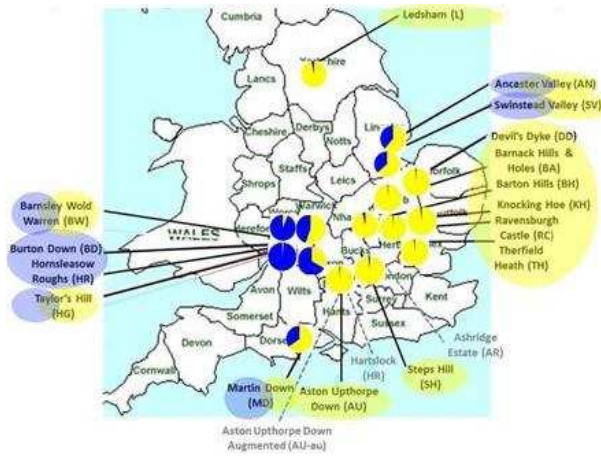 Cumbria
Ledsham (L)
Lancs
Ancaster Valley (AN)
Swinstead Valley (SV)
Cheshire
Derbys
Notts
Devil's Dyke (DD)
Barnack Hills &
Holes (BA)
Staffs
Shrops
Leics
Barton Hills (BH)
Knocking Hoe (KH)
Ravensburgh
Castle (RC)
Therfield
Heath (TH)
Barnsley Wold
Warren (BW)
WALES
Warwick
Burton Down (BD)
Hornsleasow
Roughs (HR)
Taylor's Hill
(HG)
Avon
Wilts
Kent
Somerset
Hants
Sussex
Devon
Cornwall
Ashridge
Estate (AR)
Hartslock
(HR)
Steps Hill
(SH)
Martin Down
(MD)
Aston Upthorpe
Down (AU)
Aston Upthorpe Down
Augmented (AU-au)